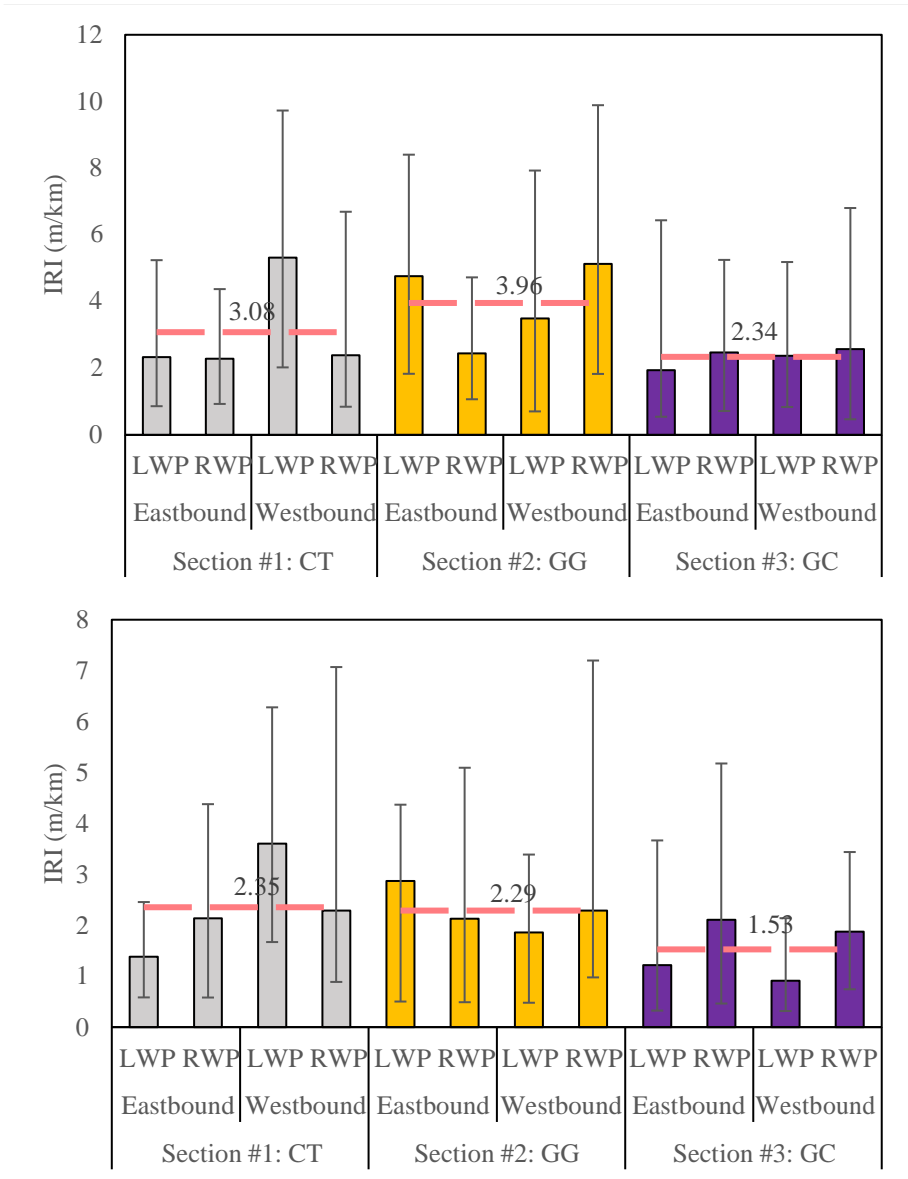 12
10
8
6
4
2
0
IRI (m/km)
3.08
3.96
2.34
LWP RWP LWP RWP LWP RWP LWP RWP LWP RWP LWP RWP
Eastbound Westbound Eastbound Westbound Eastbound Westbound
Section #1: CT Section #2: GG Section #3: GC
8
7
6
5
4
3
2
1
0
IRI (m/km)
2.35
2.29
1.53
LWP RWP LWP RWP LWP RWP LWP RWP LWP RWP LWP RWP
Eastbound Westbound Eastbound Westbound Eastbound Westbound
Section #1: CT Section #2: GG Section #3: GC